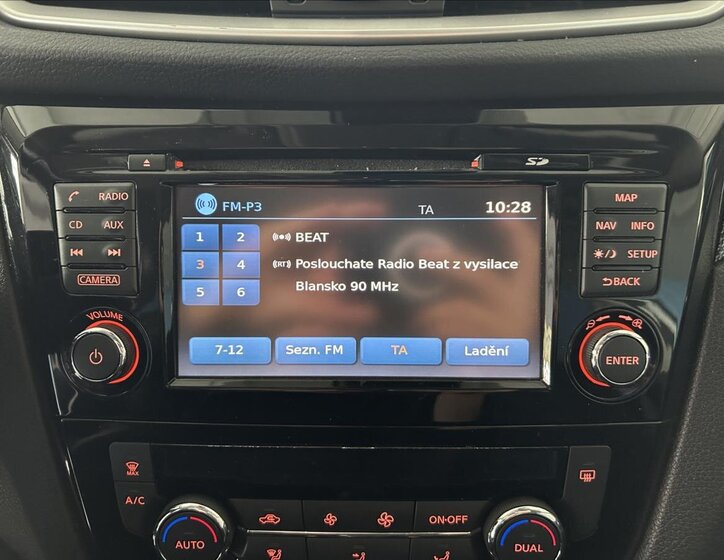 SD
RADIO
CD AUX
CAMERA
VOLUME
FM-P3 TA 10:28
1 2 BEAT
3 4 (RT) Posloucháte Radio Beat z vysílače
5 6 Blansko 90 MHz
7-12 Sezn. FM TA Ladění
MAP
NAV INFO
SETUP
BACK
ENTER
MAX
A/C
ON·OFF
AUTO
DUAL